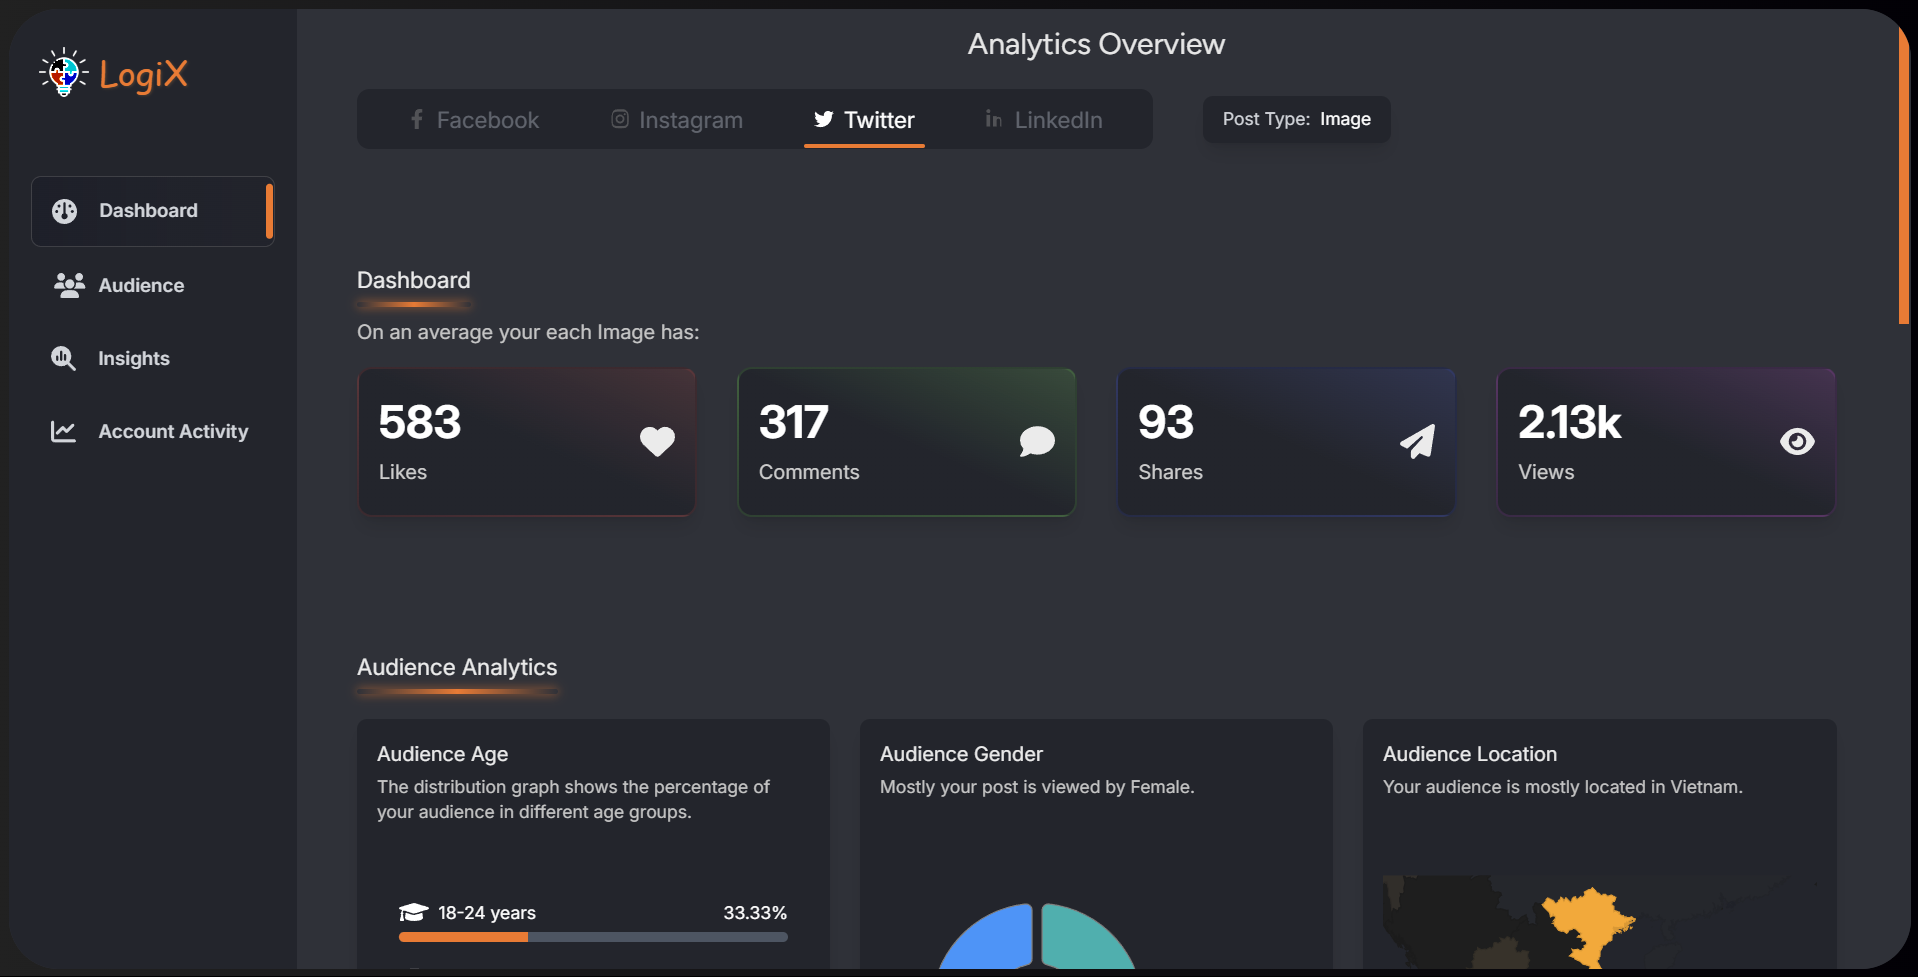 LogiX
Dashboard
Audience
Insights
Account Activity
Analytics Overview
Facebook
Instagram
Twitter
LinkedIn
Post Type: Image
Dashboard
On an average your each Image has:
583
Likes
317
Comments
93
Shares
2.13k
Views
Audience Analytics
Audience Age
The distribution graph shows the percentage of
your audience in different age groups.
18-24 years 33.33%
Audience Gender
Mostly your post is viewed by Female.
Audience Location
Your audience is mostly located in Vietnam.